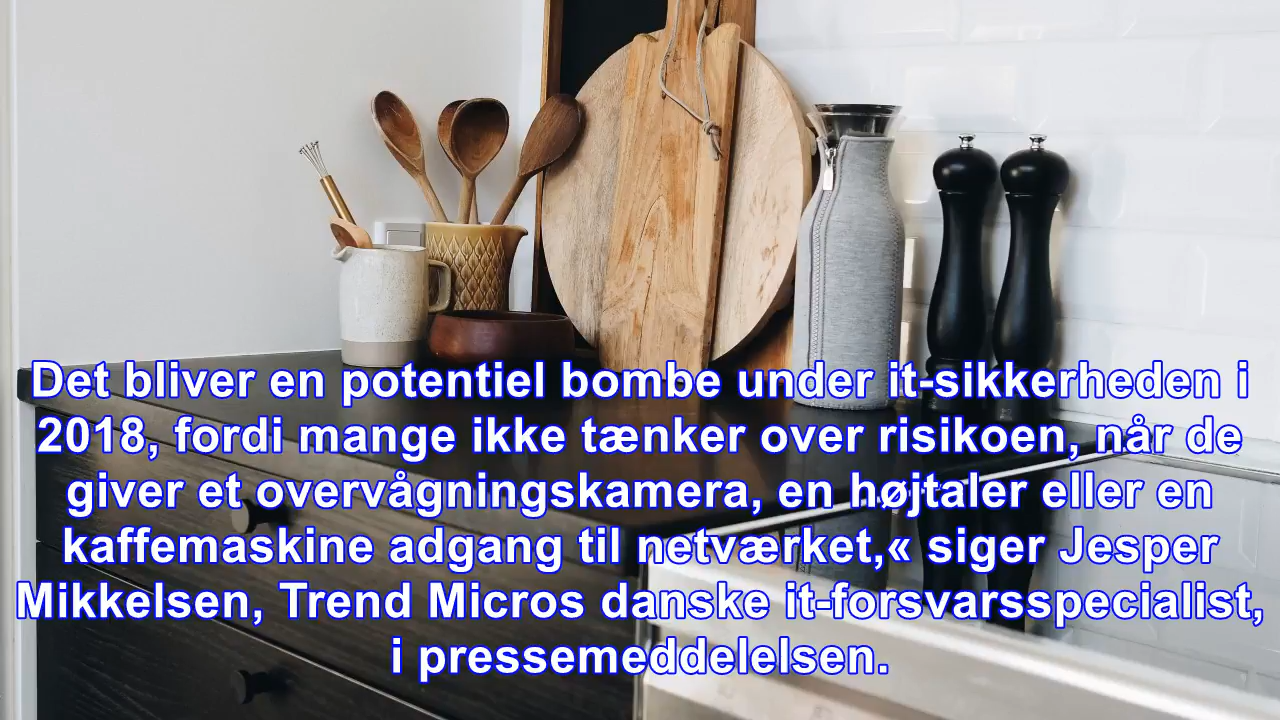 Det bliver en potentiel bombe under it-sikkerheden i
2018, fordi mange ikke tænker over risikoen, når de
giver et overvågningskamera, en højtaler eller en
kaffemaskine adgang til netværket,« siger Jesper
Mikkelsen, Trend Micros danske it-forsvarsspecialist,
i pressemeddelelsen.